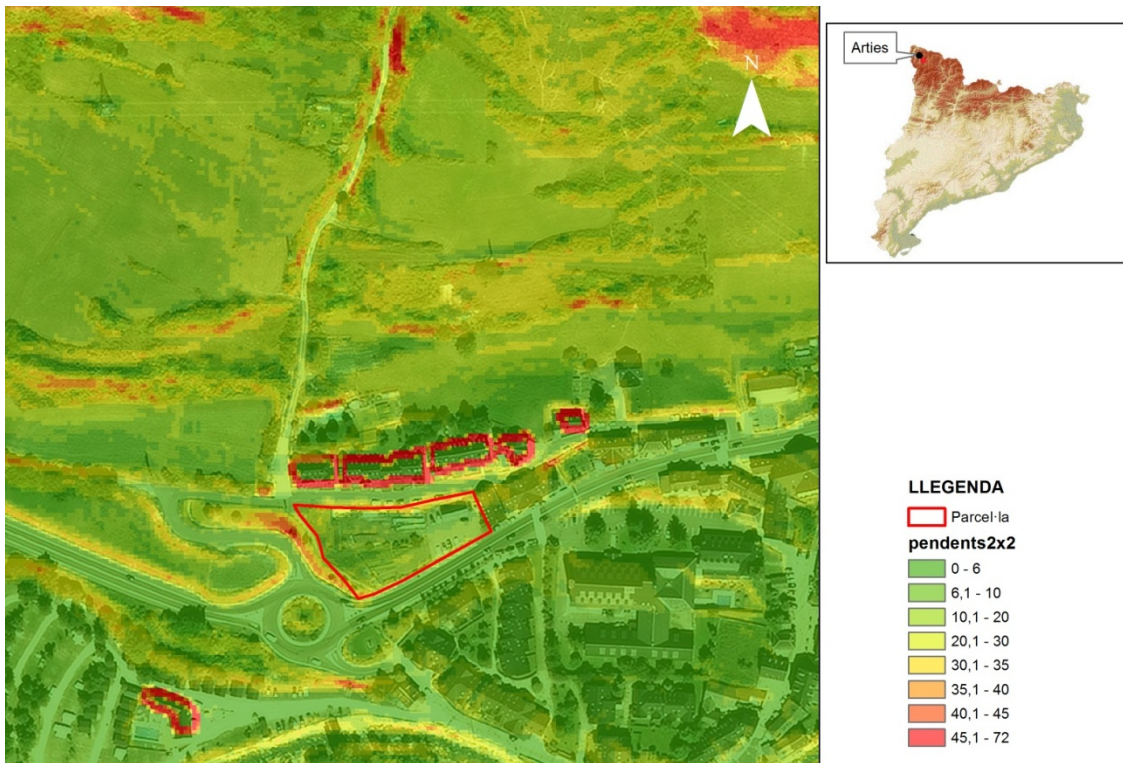 N
Arties
LLEGENDA
Parcel·la
pendents2x2
0 - 6
6,1 - 10
10,1 - 20
20,1 - 30
30,1 - 35
35,1 - 40
40,1 - 45
45,1 - 72